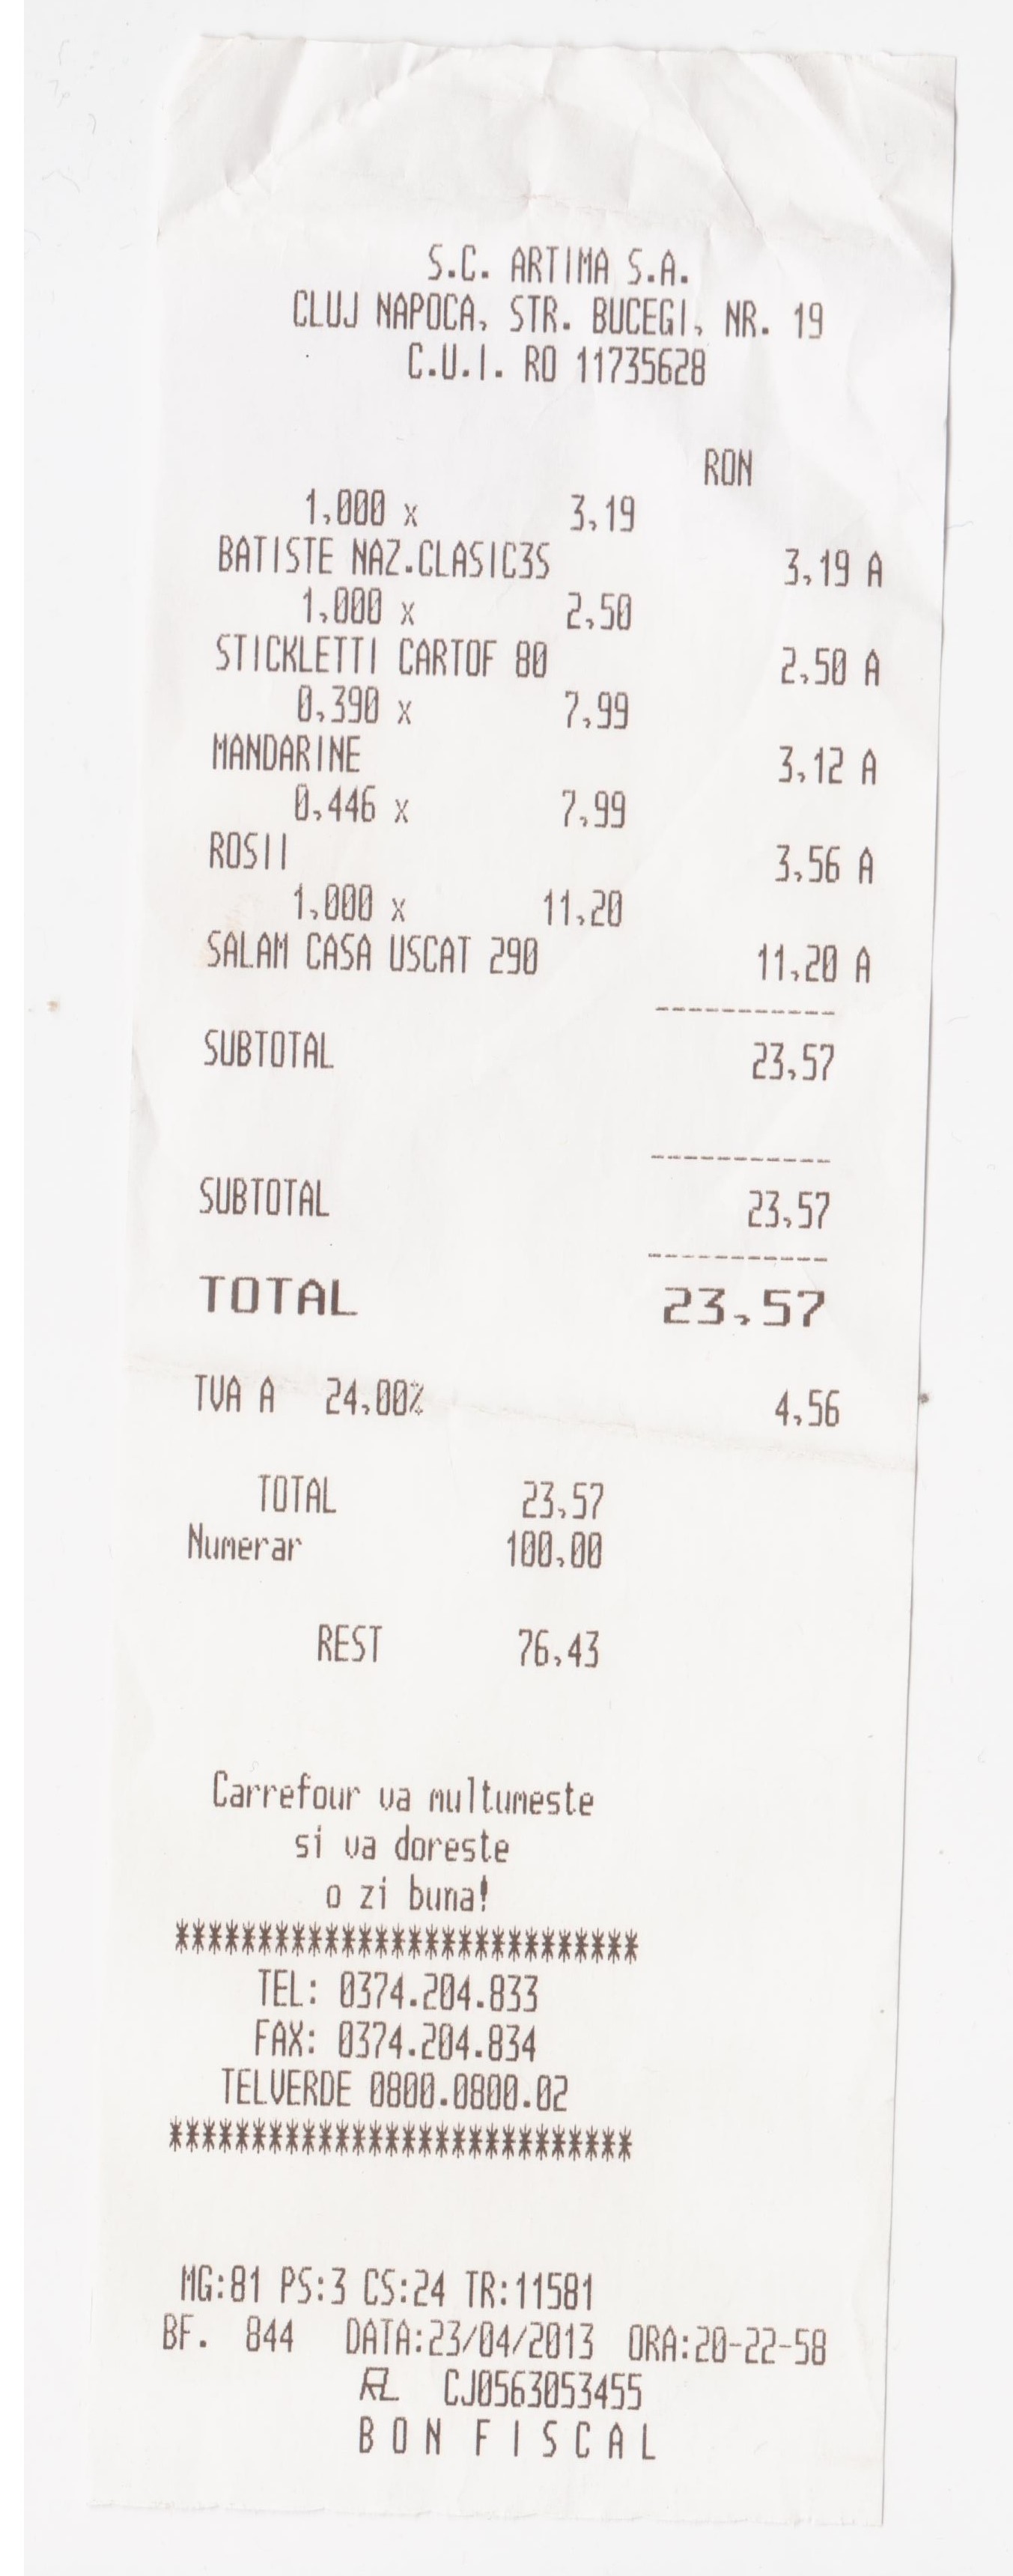 S.C. ARTIMA S.A.
CLUJ NAPOCA, STR. BUCEGI, NR. 19
C.U.I. RO 11735628
RON
1,000 x 3,19
BATISTE NAZ.CLASIC3S 3,19 A
1,000 x 2,50
STICKLETTI CARTOF 80 2,50 A
0,390 x 7,99
MANDARINE 3,12 A
0,446 x 7,99
ROSII 3,56 A
1,000 x 11,20
SALAM CASA USCAT 290 11,20 A
-----------
SUBTOTAL 23,57
-----------
SUBTOTAL 23,57
-----------
TOTAL 23,57
TVA A 24,00% 4,56
TOTAL 23,57
Numerar 100,00
REST 76,43
Carrefour va multumeste
si va doreste
o zi buna!
****************************
TEL: 0374.204.833
FAX: 0374.204.834
TELVERDE 0800.0800.02
****************************
MG:81 PS:3 CS:24 TR:11581
BF. 844 DATA:23/04/2013 ORA:20-22-58
CJ0563053455
BON FISCAL